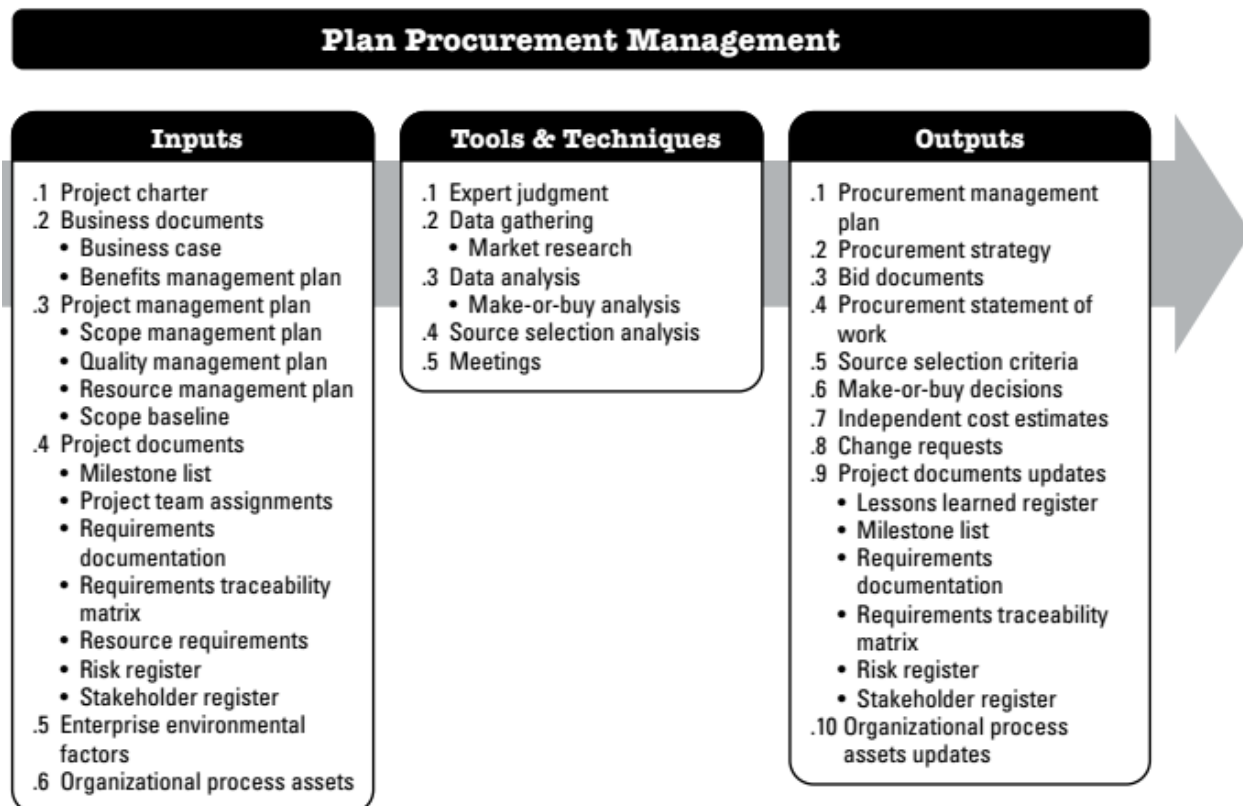 Plan Procurement Management
Inputs
.1 Project charter
.2 Business documents
• Business case
• Benefits management plan
.3 Project management plan
• Scope management plan
• Quality management plan
• Resource management plan
• Scope baseline
.4 Project documents
• Milestone list
• Project team assignments
• Requirements
documentation
• Requirements traceability
matrix
• Resource requirements
• Risk register
• Stakeholder register
.5 Enterprise environmental
factors
.6 Organizational process assets
Tools & Techniques
.1 Expert judgment
.2 Data gathering
• Market research
.3 Data analysis
• Make-or-buy analysis
.4 Source selection analysis
.5 Meetings
Outputs
.1 Procurement management
plan
.2 Procurement strategy
.3 Bid documents
.4 Procurement statement of
work
.5 Source selection criteria
.6 Make-or-buy decisions
.7 Independent cost estimates
.8 Change requests
.9 Project documents updates
• Lessons learned register
• Milestone list
• Requirements
documentation
• Requirements traceability
matrix
• Risk register
• Stakeholder register
.10 Organizational process
assets updates